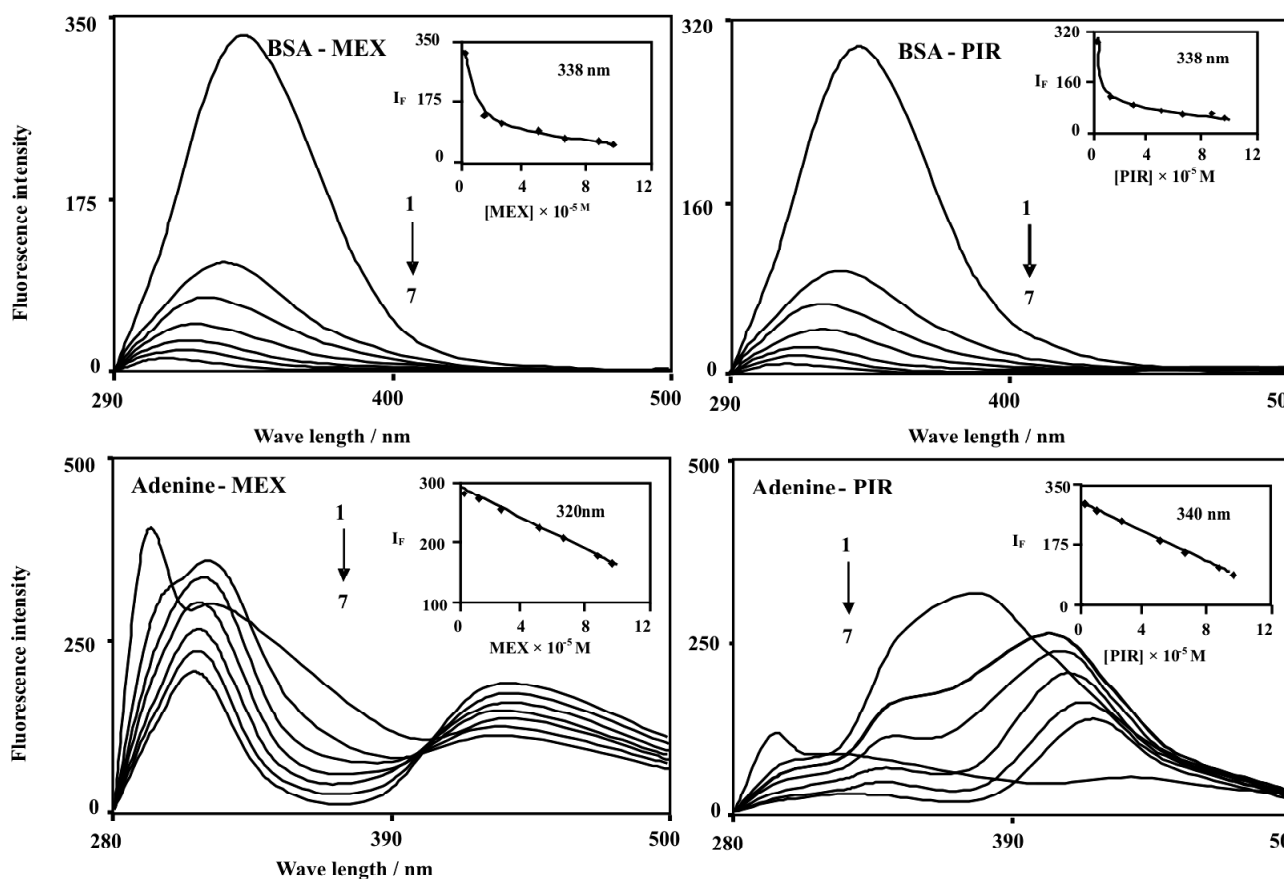 350
175
0
290
400
500
Fluorescence intensity
Wave length / nm
BSA - MEX
1
7
350
175
0
I_F
338 nm
0
4
8
12
[MEX] × 10^-5 M
320
160
0
290
400
50
Wave length / nm
BSA - PIR
1
7
320
160
0
I_F
338 nm
0
4
8
12
[PIR] × 10^-5 M
500
250
0
280
390
500
Fluorescence intensity
Wave length / nm
Adenine - MEX
1
7
300
200
100
I_F
320nm
0
4
8
12
MEX × 10^-5 M
500
250
0
280
390
50
Wave length / nm
Adenine - PIR
1
7
350
175
0
I_F
340 nm
0
4
8
12
[PIR] × 10^-5 M